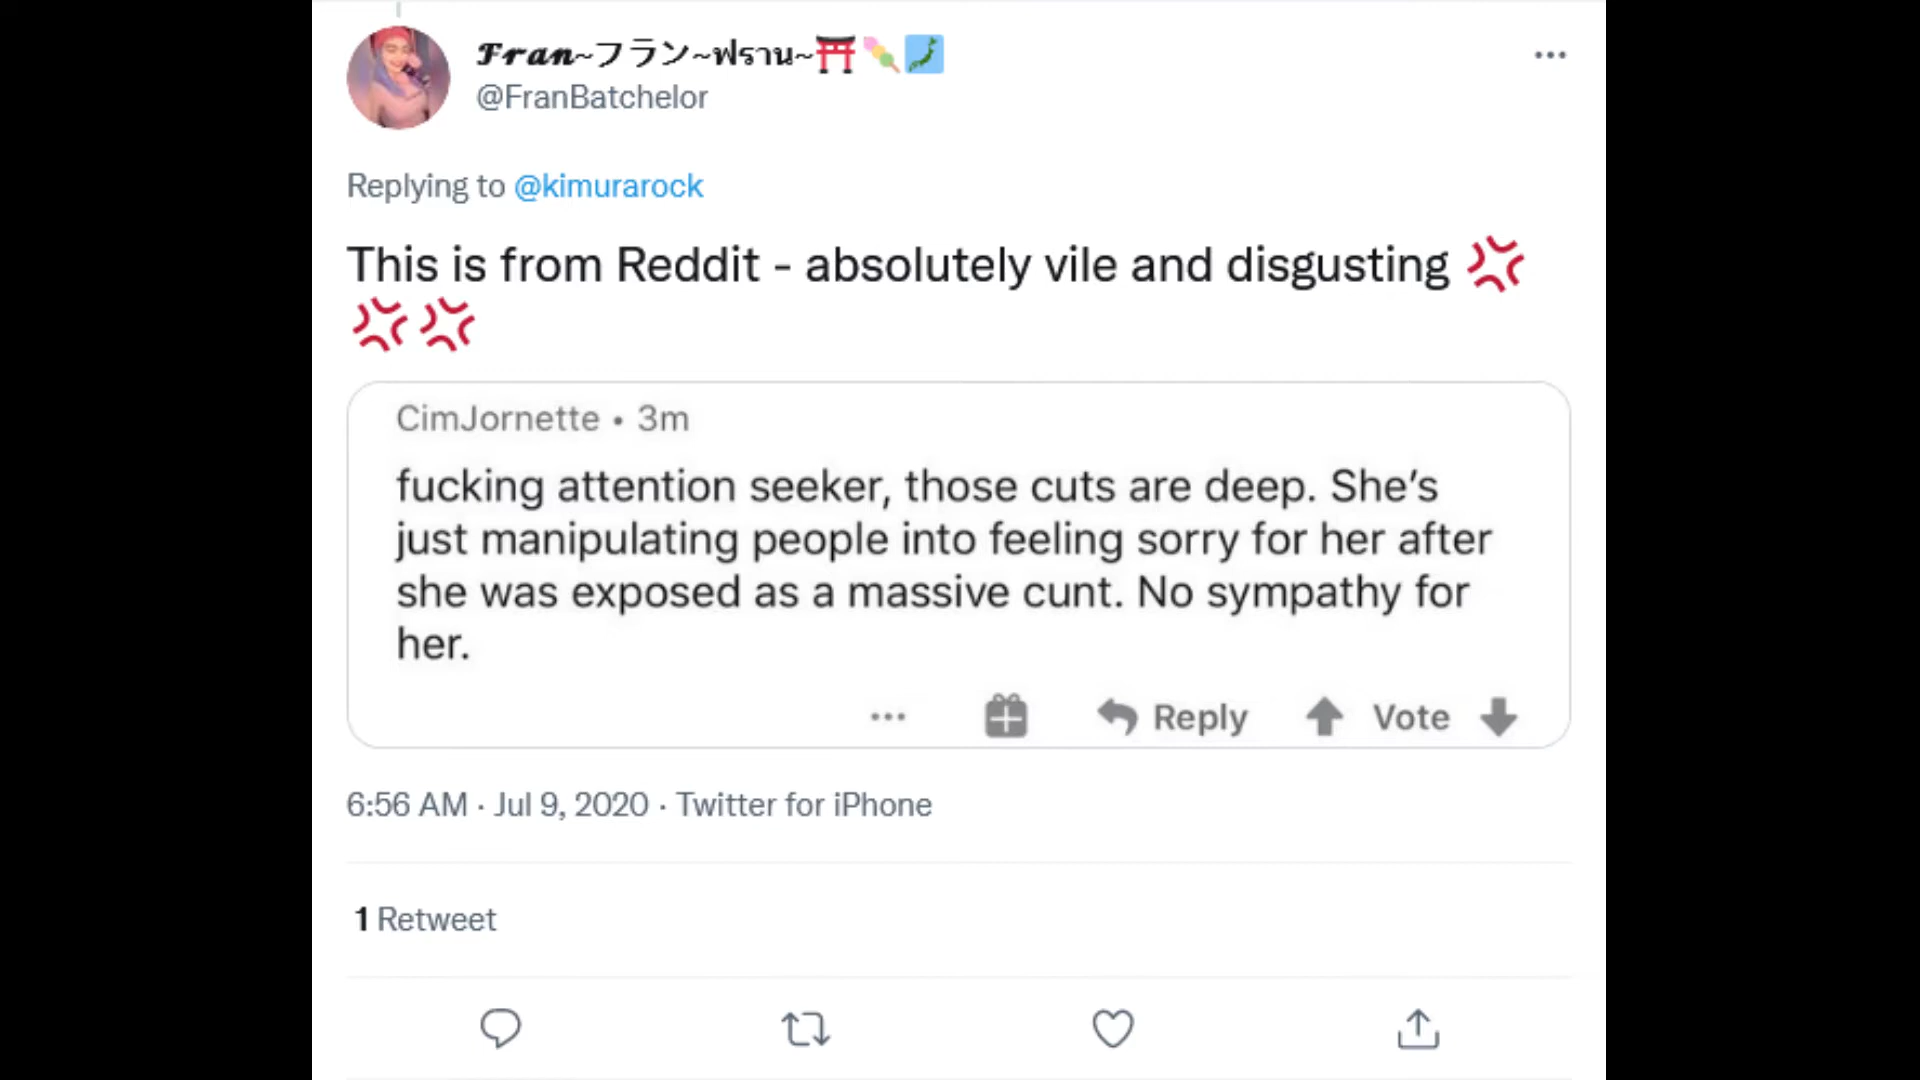 𝓕𝓻𝓪𝓷~フラン~ฟราน~⛩🍡🗾
@FranBatchelor
Replying to @kimurarock
This is from Reddit - absolutely vile and disgusting 💢
💢💢
CimJornette • 3m
fucking attention seeker, those cuts are deep. She's
just manipulating people into feeling sorry for her after
she was exposed as a massive cunt. No sympathy for
her.
Reply Vote
6:56 AM · Jul 9, 2020 · Twitter for iPhone
1 Retweet